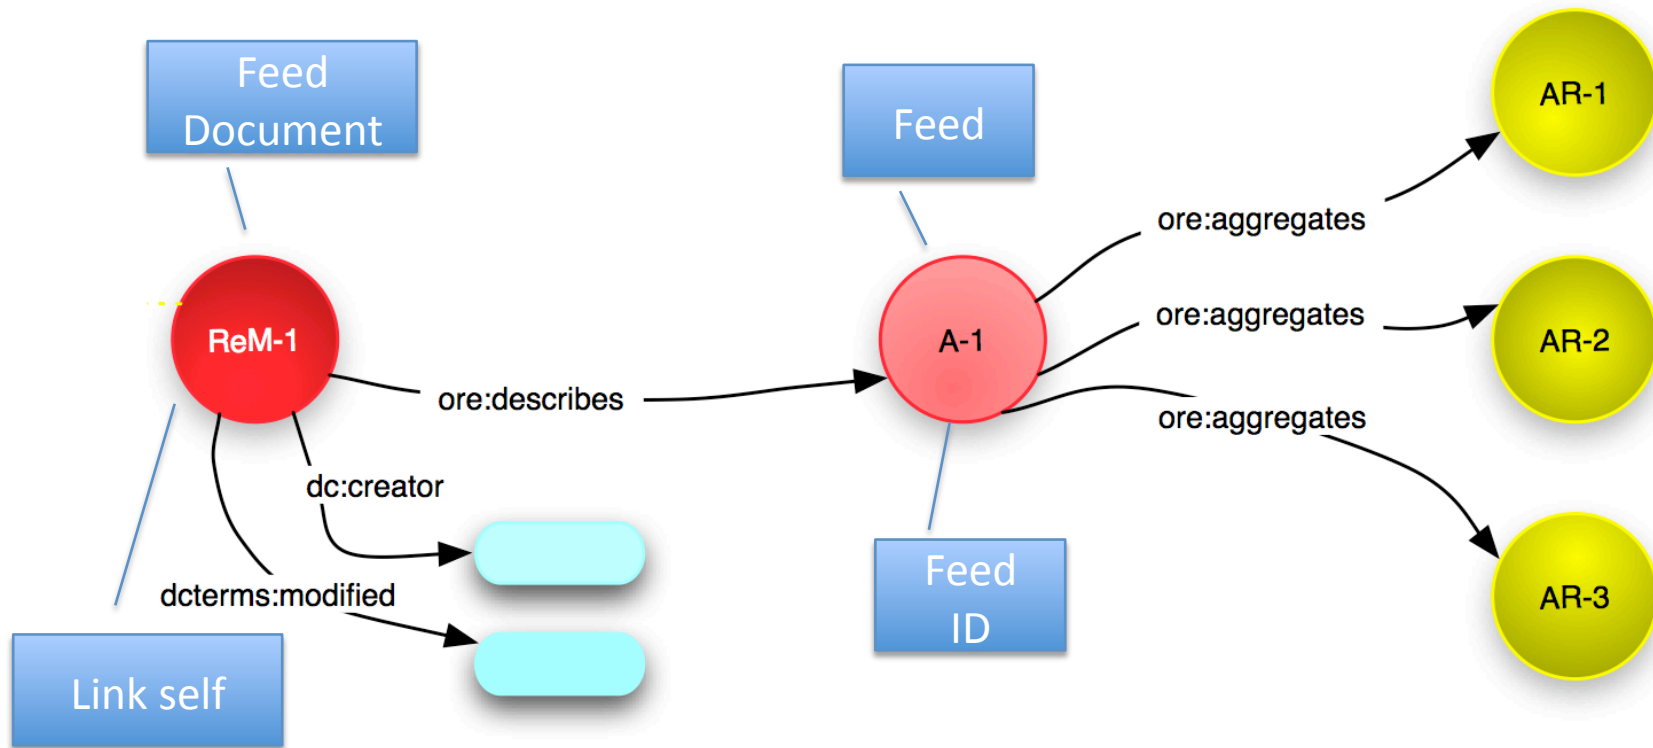 Feed
Document
Feed
AR-1
ore:aggregates
ReM-1
A-1
ore:aggregates
AR-2
ore:describes
ore:aggregates
dc:creator
dcterms:modified
Feed
ID
AR-3
Link self